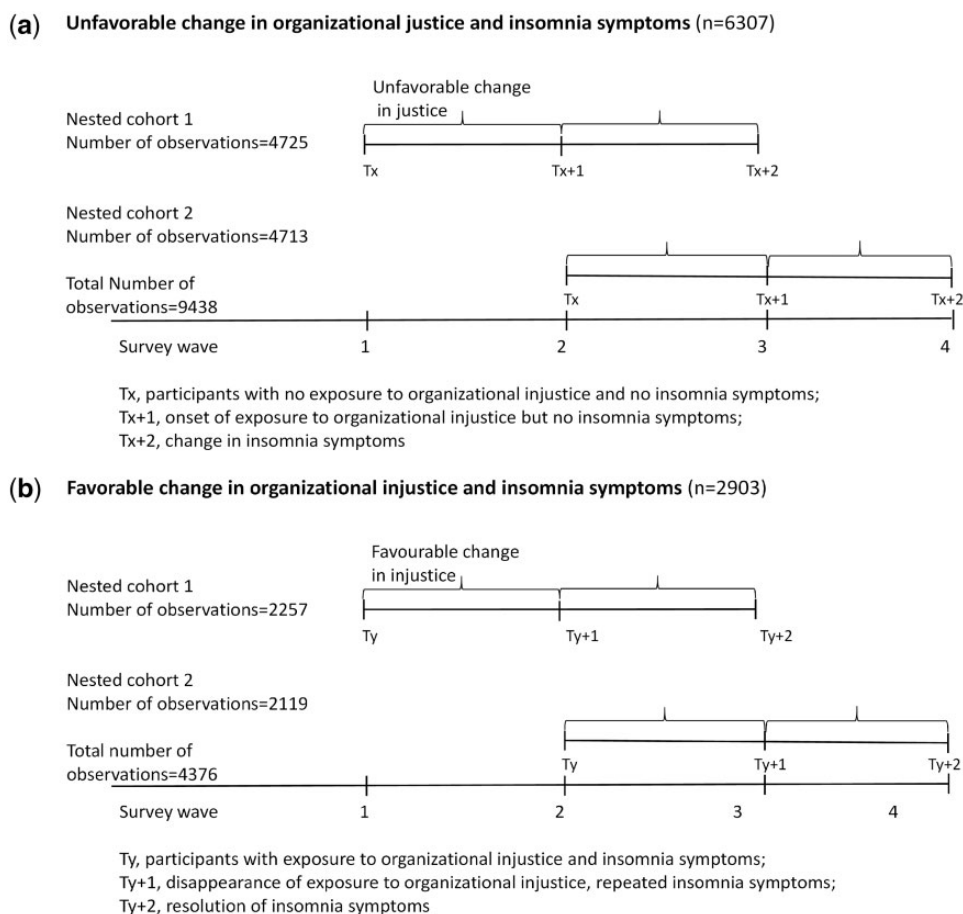 (a) Unfavorable change in organizational justice and insomnia symptoms (n=6307)
Unfavorable change
in justice
Nested cohort 1
Number of observations=4725
Tx Tx+1 Tx+2
Nested cohort 2
Number of observations=4713
Total Number of
observations=9438
Tx Tx+1 Tx+2
Survey wave 1 2 3 4
Tx, participants with no exposure to organizational injustice and no insomnia symptoms;
Tx+1, onset of exposure to organizational injustice but no insomnia symptoms;
Tx+2, change in insomnia symptoms
(b) Favorable change in organizational injustice and insomnia symptoms (n=2903)
Favourable change
in injustice
Nested cohort 1
Number of observations=2257
Ty Ty+1 Ty+2
Nested cohort 2
Number of observations=2119
Total number of
observations=4376
Ty Ty+1 Ty+2
Survey wave 1 2 3 4
Ty, participants with exposure to organizational injustice and insomnia symptoms;
Ty+1, disappearance of exposure to organizational injustice, repeated insomnia symptoms;
Ty+2, resolution of insomnia symptoms